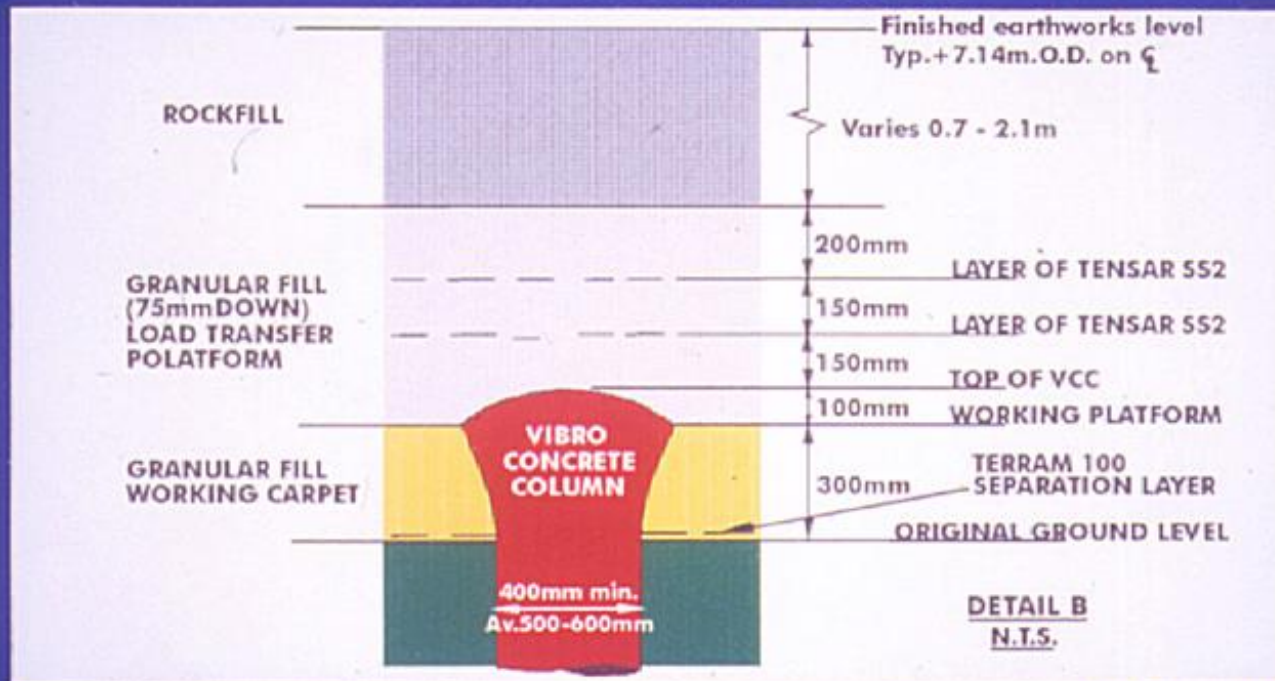 Finished earthworks level
Typ.+7.14m.O.D. on ℄
ROCKFILL
Varies 0.7 - 2.1m
200mm
LAYER OF TENSAR SS2
GRANULAR FILL
(75mmDOWN)
LOAD TRANSFER
POLATFORM
150mm
LAYER OF TENSAR SS2
150mm
TOP OF VCC
100mm
WORKING PLATFORM
VIBRO
CONCRETE
COLUMN
GRANULAR FILL
WORKING CARPET
300mm
TERRAM 100
SEPARATION LAYER
ORIGINAL GROUND LEVEL
400mm min.
Av.500-600mm
DETAIL B
N.T.S.